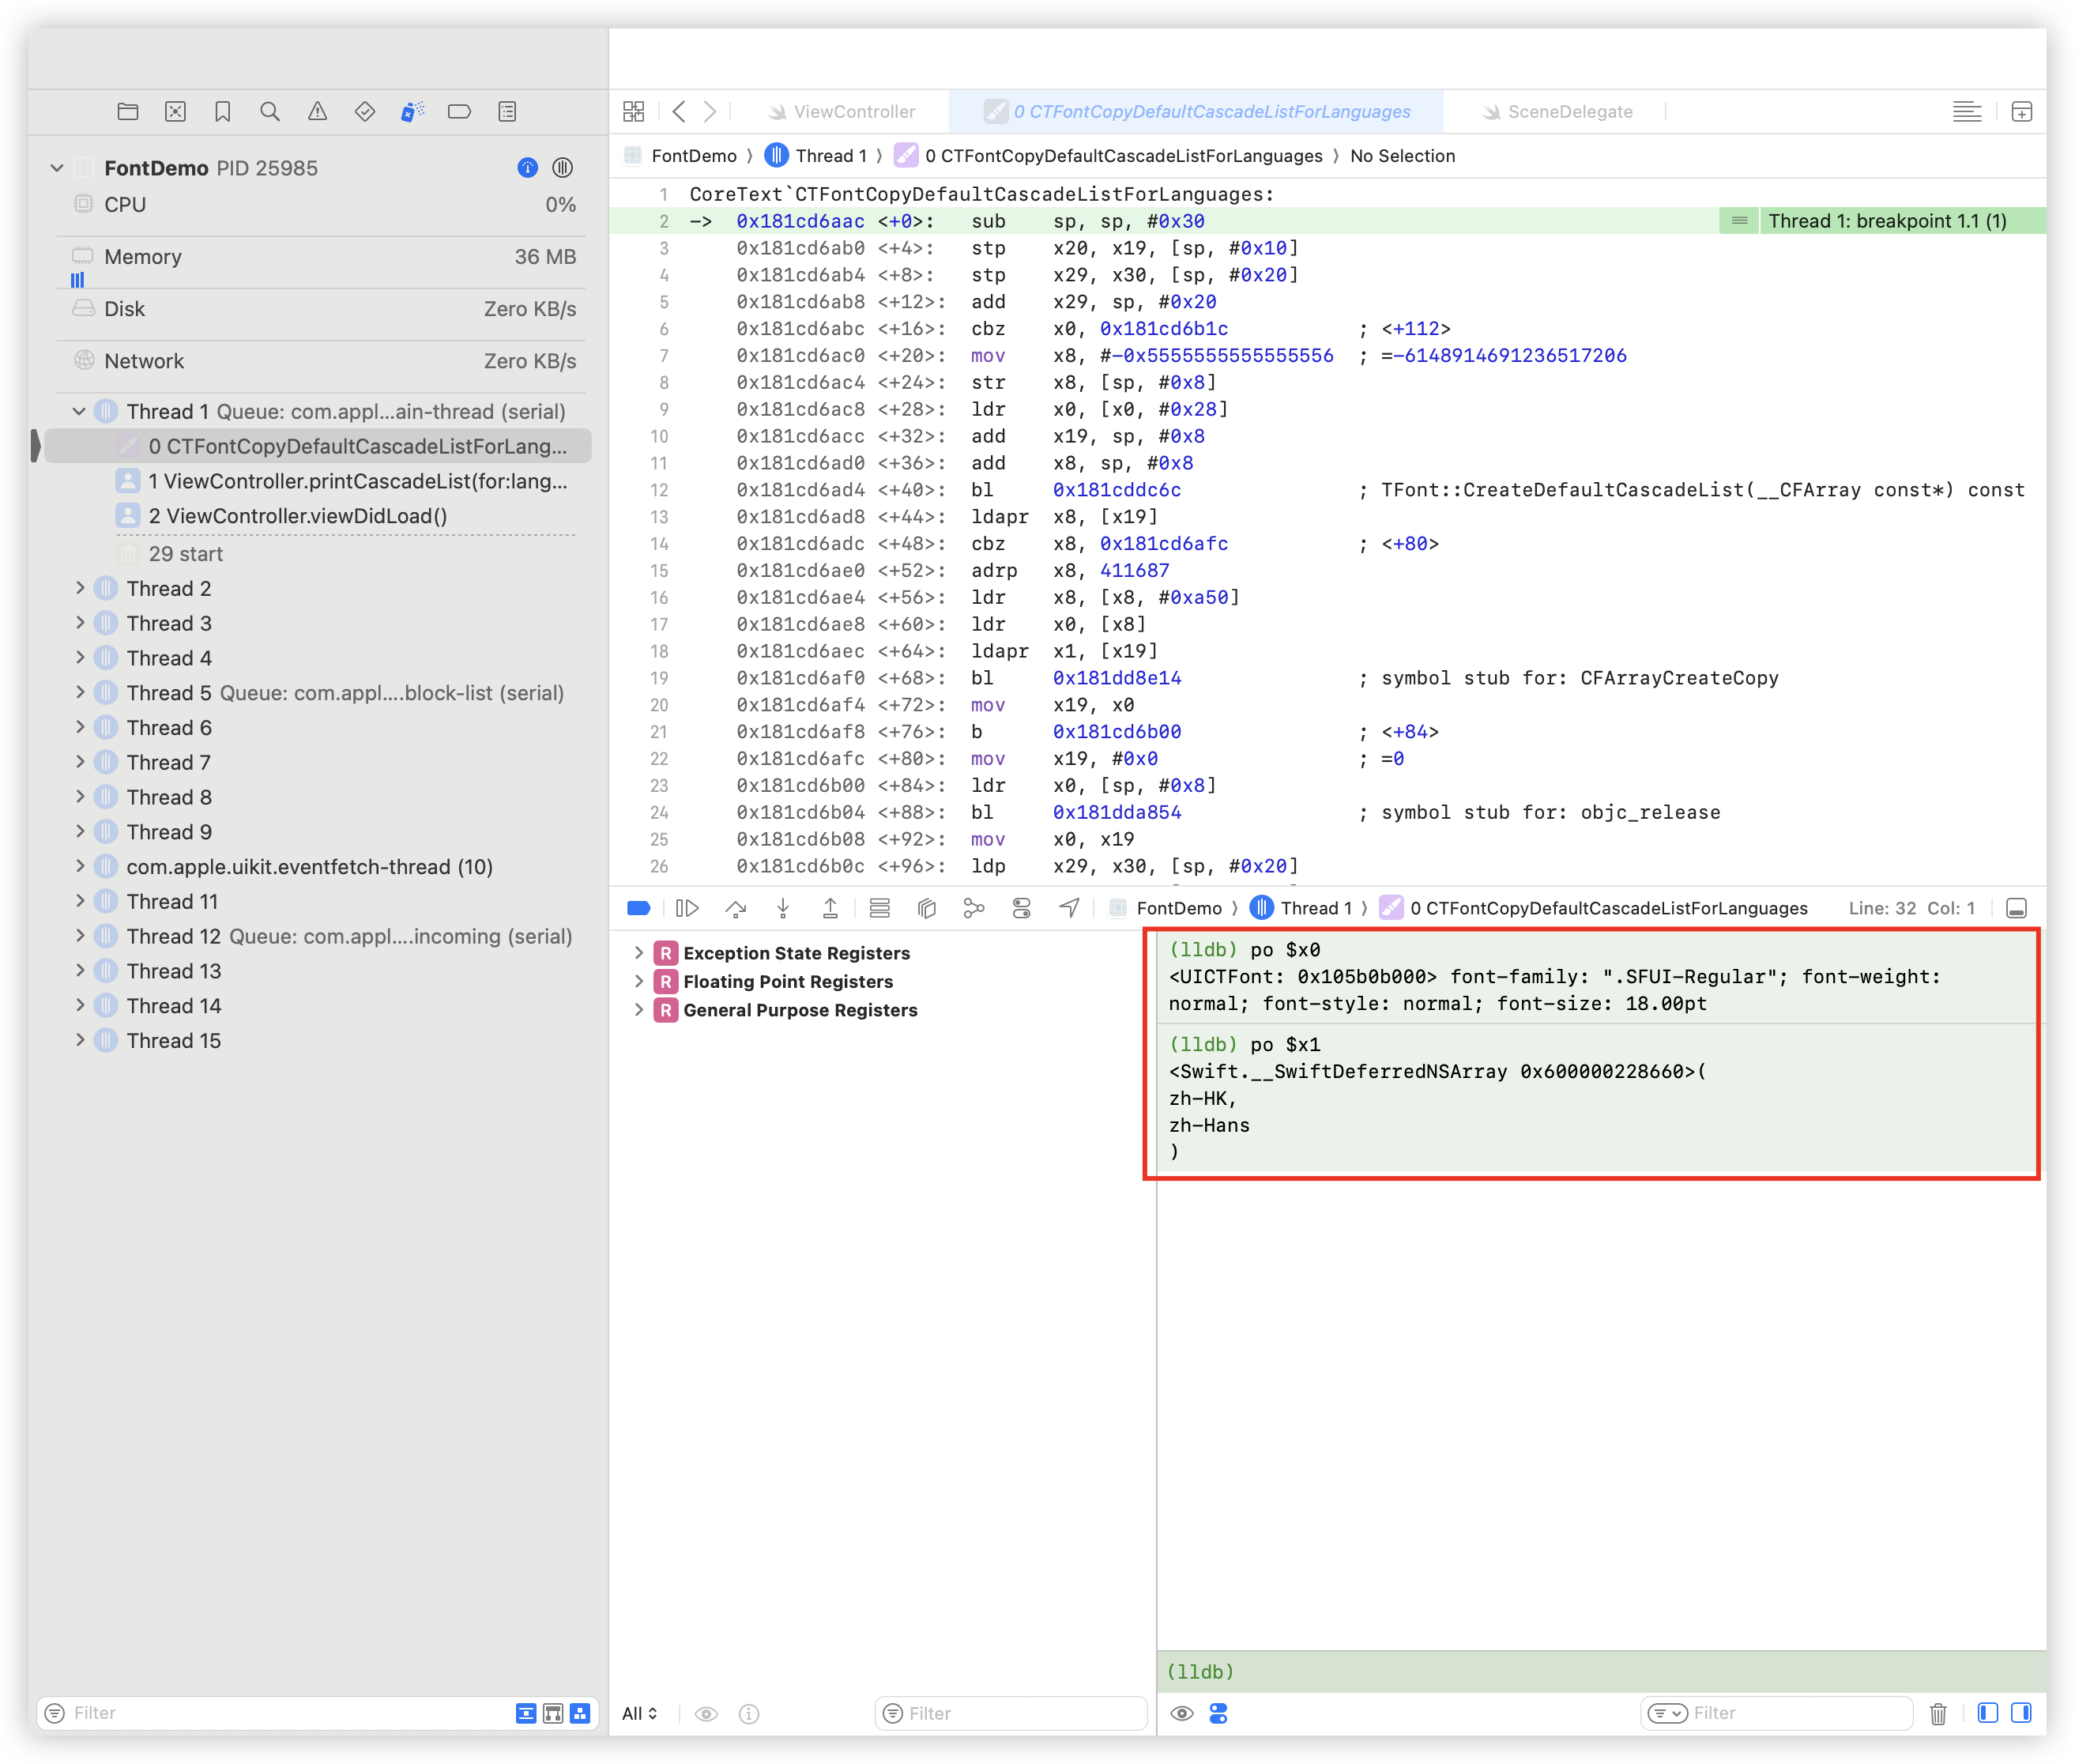 ViewController
0 CTFontCopyDefaultCascadeListForLanguages
SceneDelegate
FontDemo PID 25985
CPU 0%
Memory 36 MB
Disk Zero KB/s
Network Zero KB/s
Thread 1 Queue: com.appl...ain-thread (serial)
0 CTFontCopyDefaultCascadeListForLang...
1 ViewController.printCascadeList(for:lang...
2 ViewController.viewDidLoad()
29 start
Thread 2
Thread 3
Thread 4
Thread 5 Queue: com.appl....block-list (serial)
Thread 6
Thread 7
Thread 8
Thread 9
com.apple.uikit.eventfetch-thread (10)
Thread 11
Thread 12 Queue: com.appl....incoming (serial)
Thread 13
Thread 14
Thread 15
Filter
FontDemo 〉 Thread 1 〉 0 CTFontCopyDefaultCascadeListForLanguages 〉 No Selection
1 CoreText`CTFontCopyDefaultCascadeListForLanguages:
2 -> 0x181cd6aac <+0>: sub sp, sp, #0x30 Thread 1: breakpoint 1.1 (1)
3 0x181cd6ab0 <+4>: stp x20, x19, [sp, #0x10]
4 0x181cd6ab4 <+8>: stp x29, x30, [sp, #0x20]
5 0x181cd6ab8 <+12>: add x29, sp, #0x20
6 0x181cd6abc <+16>: cbz x0, 0x181cd6b1c ; <+112>
7 0x181cd6ac0 <+20>: mov x8, #-0x5555555555555556 ; =-6148914691236517206
8 0x181cd6ac4 <+24>: str x8, [sp, #0x8]
9 0x181cd6ac8 <+28>: ldr x0, [x0, #0x28]
10 0x181cd6acc <+32>: add x19, sp, #0x8
11 0x181cd6ad0 <+36>: add x8, sp, #0x8
12 0x181cd6ad4 <+40>: bl 0x181cddc6c ; TFont::CreateDefaultCascadeList(__CFArray const*) const
13 0x181cd6ad8 <+44>: ldapr x8, [x19]
14 0x181cd6adc <+48>: cbz x8, 0x181cd6afc ; <+80>
15 0x181cd6ae0 <+52>: adrp x8, 411687
16 0x181cd6ae4 <+56>: ldr x8, [x8, #0xa50]
17 0x181cd6ae8 <+60>: ldr x0, [x8]
18 0x181cd6aec <+64>: ldapr x1, [x19]
19 0x181cd6af0 <+68>: bl 0x181dd8e14 ; symbol stub for: CFArrayCreateCopy
20 0x181cd6af4 <+72>: mov x19, x0
21 0x181cd6af8 <+76>: b 0x181cd6b00 ; <+84>
22 0x181cd6afc <+80>: mov x19, #0x0 ; =0
23 0x181cd6b00 <+84>: ldr x0, [sp, #0x8]
24 0x181cd6b04 <+88>: bl 0x181dda854 ; symbol stub for: objc_release
25 0x181cd6b08 <+92>: mov x0, x19
26 0x181cd6b0c <+96>: ldp x29, x30, [sp, #0x20]
FontDemo 〉 Thread 1 〉 0 CTFontCopyDefaultCascadeListForLanguages Line: 32 Col: 1
R Exception State Registers
R Floating Point Registers
R General Purpose Registers
All
Filter
(lldb) po $x0
<UICTFont: 0x105b0b000> font-family: ".SFUI-Regular"; font-weight:
normal; font-style: normal; font-size: 18.00pt
(lldb) po $x1
<Swift.__SwiftDeferredNSArray 0x600000228660>(
zh-HK,
zh-Hans
)
(lldb)
Filter